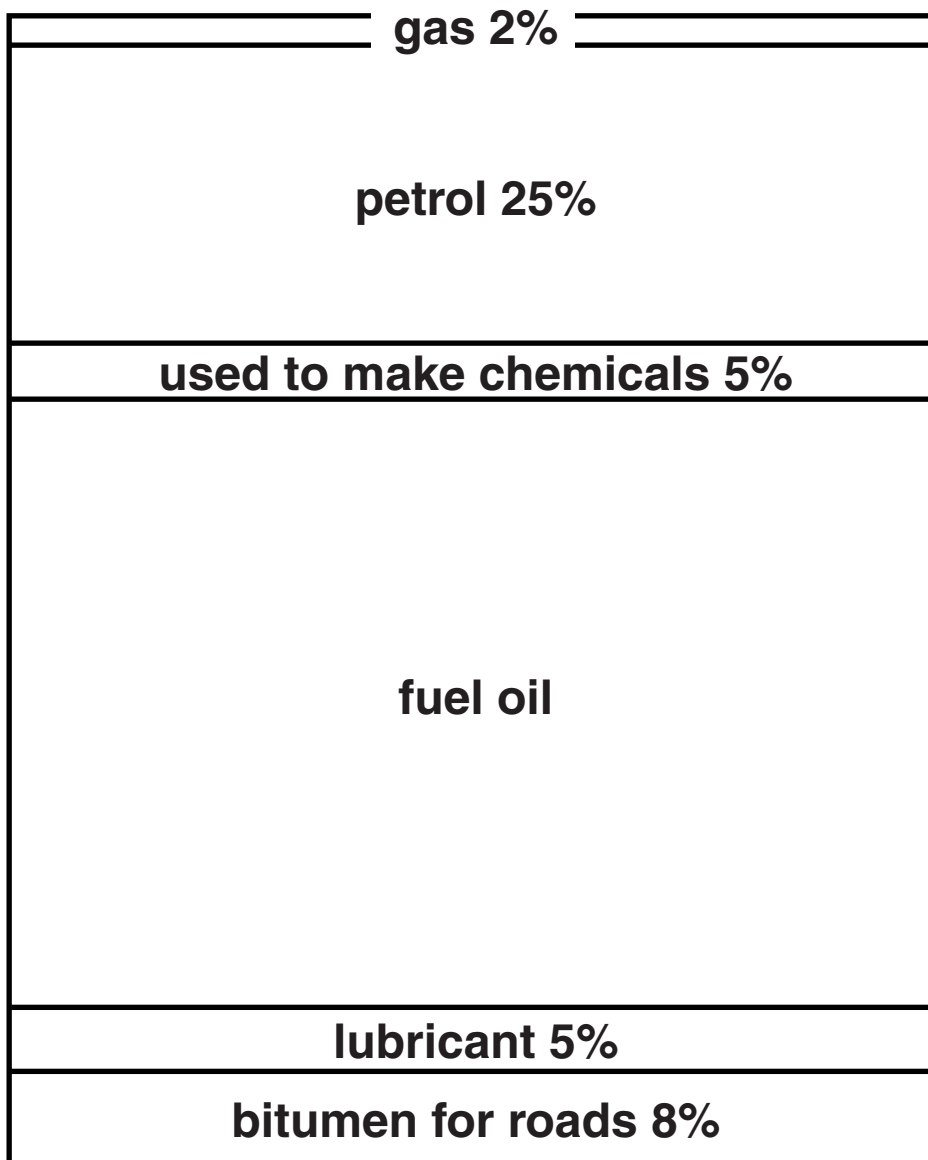 gas 2%
petrol 25%
used to make chemicals 5%
fuel oil
lubricant 5%
bitumen for roads 8%